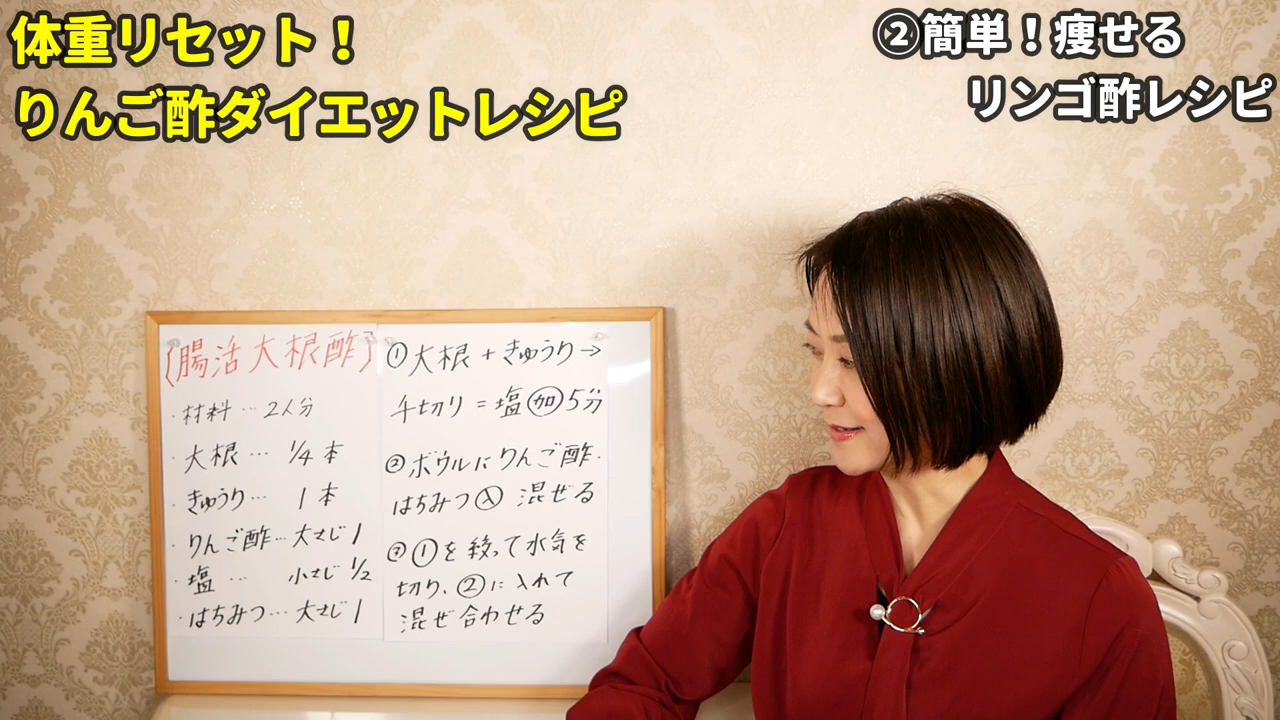 体重リセット！
りんご酢ダイエットレシピ
②簡単！痩せる
リンゴ酢レシピ
〔腸活大根酢〕
・材料…2人分
・大根…1/4本
・きゅうり…1本
・りんご酢…大さじ1
・塩…小さじ1/2
・はちみつ…大さじ1
①大根+きゅうり→
千切り=塩㊉5分
②ボウルにりんご酢・
はちみつ入混ぜる
③①を絞って水気を
切り、②に入れて
混ぜ合わせる